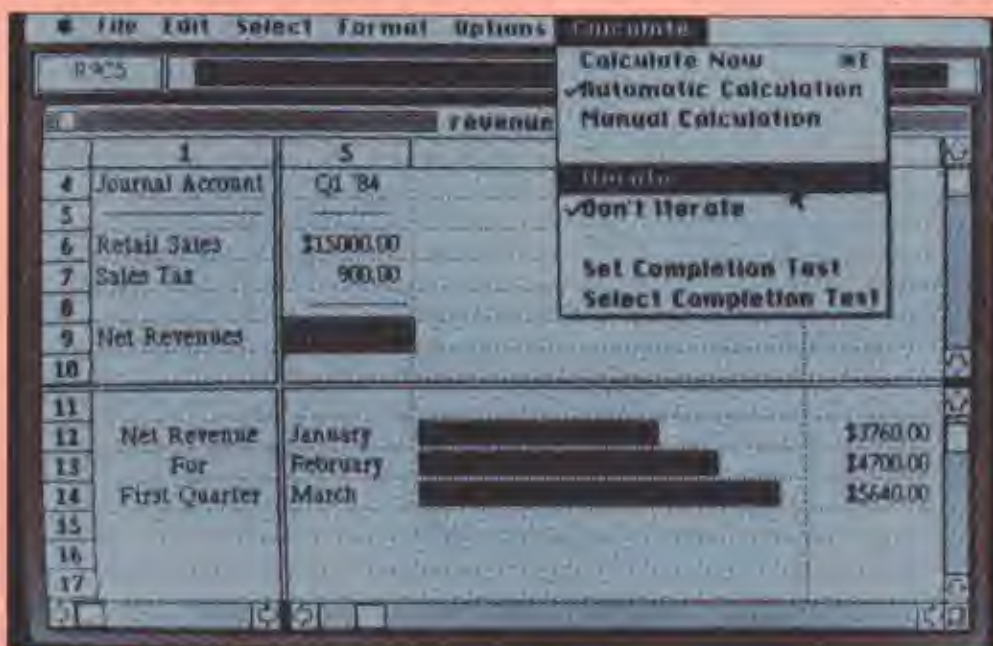 File Edit Select Format Options Calculate
R9C5
Calculate Now ⌘E
✓Automatic Calculation
Manual Calculation
Iterate
✓Don't Iterate
Set Completion Test
Select Completion Test
revenue
1 5
4 Journal Account Q1 '84
5
6 Retail Sales $15000.00
7 Sales Tax 900.00
8
9 Net Revenues
10
11
12 Net Revenue January $3760.00
13 For February $4700.00
14 First Quarter March $5640.00
15
16
17